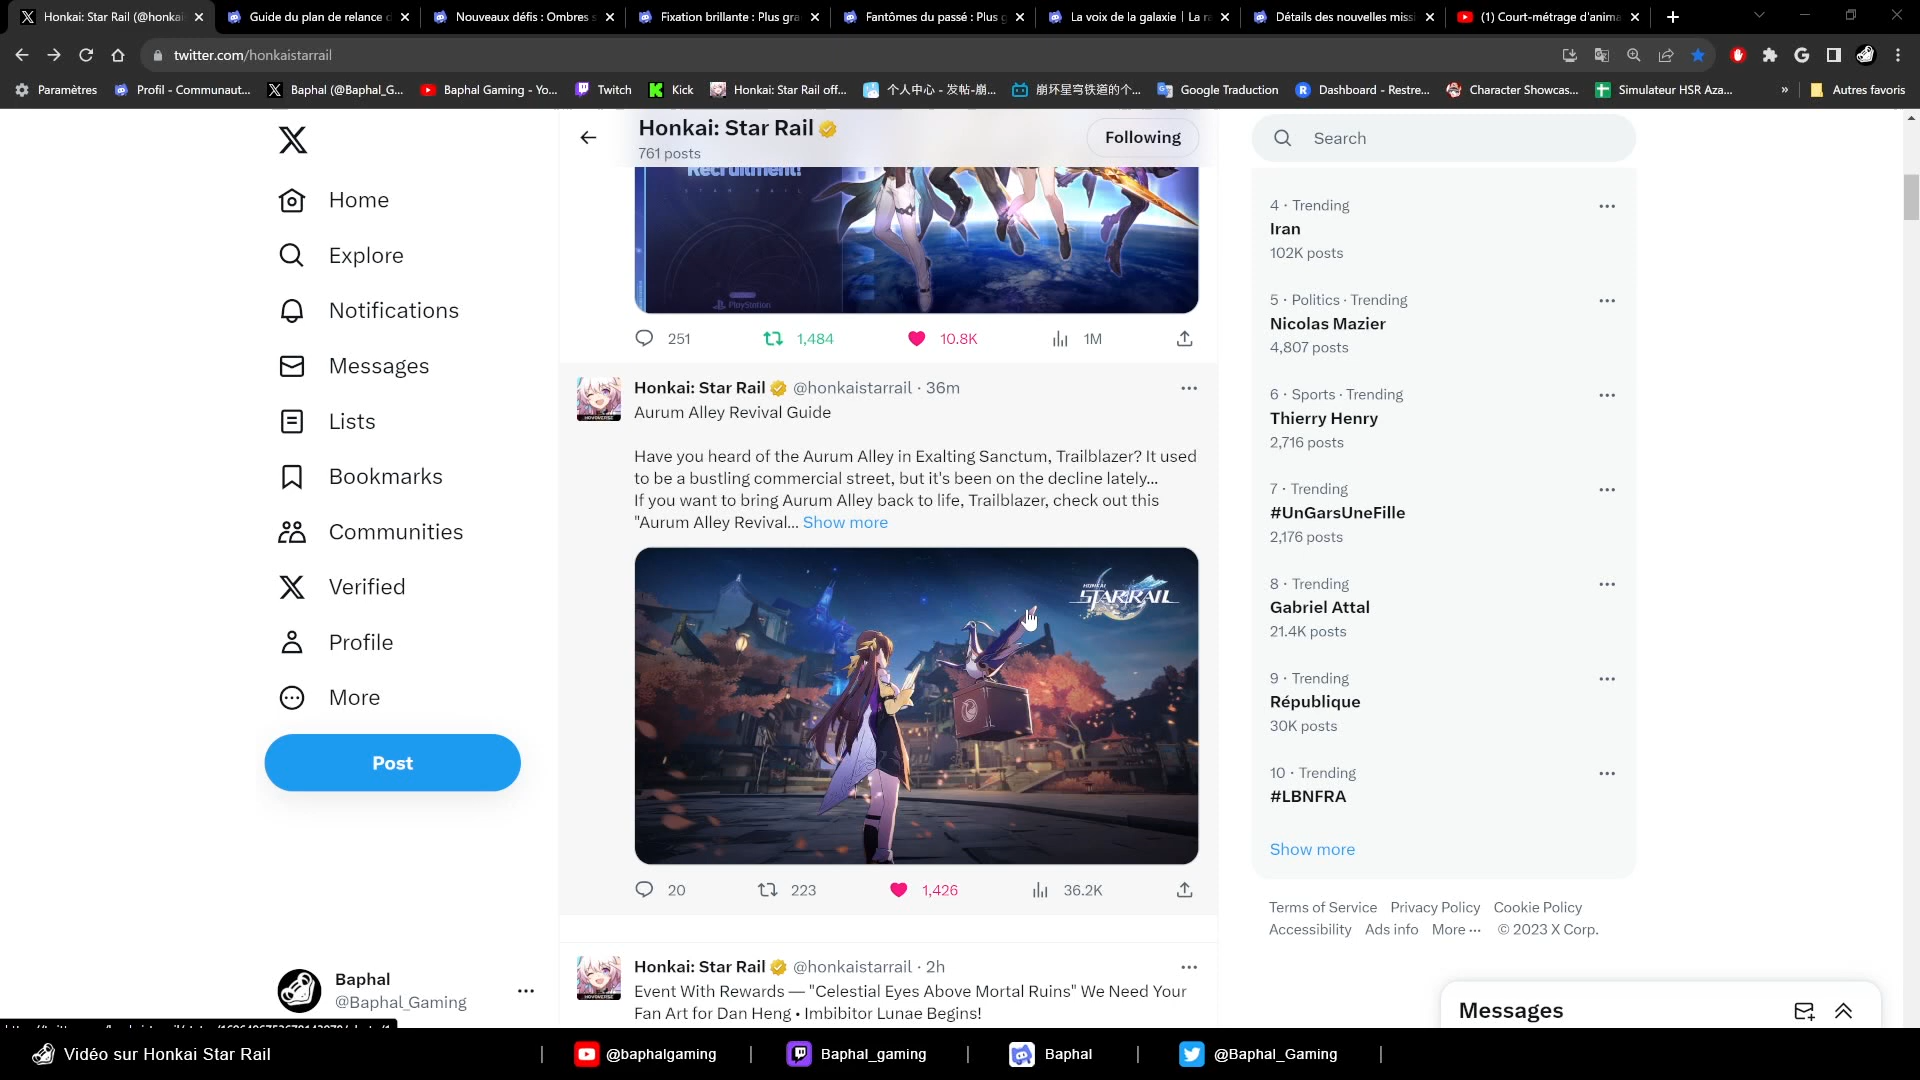 Honkai: Star Rail (@honkai
Guide du plan de relance d
Nouveaux défis : Ombres s
Fixation brillante : Plus gra
Fantômes du passé : Plus g
La voix de la galaxie | La ra
Détails des nouvelles missi
(1) Court-métrage d'anima
twitter.com/honkaistarrail
Paramètres
Profil - Communaut...
Baphal (@Baphal_G...
Baphal Gaming - Yo...
Twitch
Kick
Honkai: Star Rail off...
个人中心 - 发帖-崩...
崩坏星穹铁道的个...
Google Traduction
Dashboard - Restre...
Character Showcas...
Simulateur HSR Aza...
»
Autres favoris
Home
Explore
Notifications
Messages
Lists
Bookmarks
Communities
Verified
Profile
More
Post
Baphal
@Baphal_Gaming
Honkai: Star Rail
761 posts
Following
Recruitment!
STAR RAIL
PlayStation
251
1,484
10.8K
1M
Honkai: Star Rail @honkaistarrail · 36m
Aurum Alley Revival Guide
Have you heard of the Aurum Alley in Exalting Sanctum, Trailblazer? It used
to be a bustling commercial street, but it's been on the decline lately...
If you want to bring Aurum Alley back to life, Trailblazer, check out this
"Aurum Alley Revival... Show more
HONKAI
STAR RAIL
20
223
1,426
36.2K
Honkai: Star Rail @honkaistarrail · 2h
Event With Rewards — "Celestial Eyes Above Mortal Ruins" We Need Your
Fan Art for Dan Heng • Imbibitor Lunae Begins!
Search
4 · Trending
Iran
102K posts
5 · Politics · Trending
Nicolas Mazier
4,807 posts
6 · Sports · Trending
Thierry Henry
2,716 posts
7 · Trending
#UnGarsUneFille
2,176 posts
8 · Trending
Gabriel Attal
21.4K posts
9 · Trending
République
30K posts
10 · Trending
#LBNFRA
Show more
Terms of Service Privacy Policy Cookie Policy
Accessibility Ads info More ··· © 2023 X Corp.
Messages
Vidéo sur Honkai Star Rail
@baphalgaming
Baphal_gaming
Baphal
@Baphal_Gaming